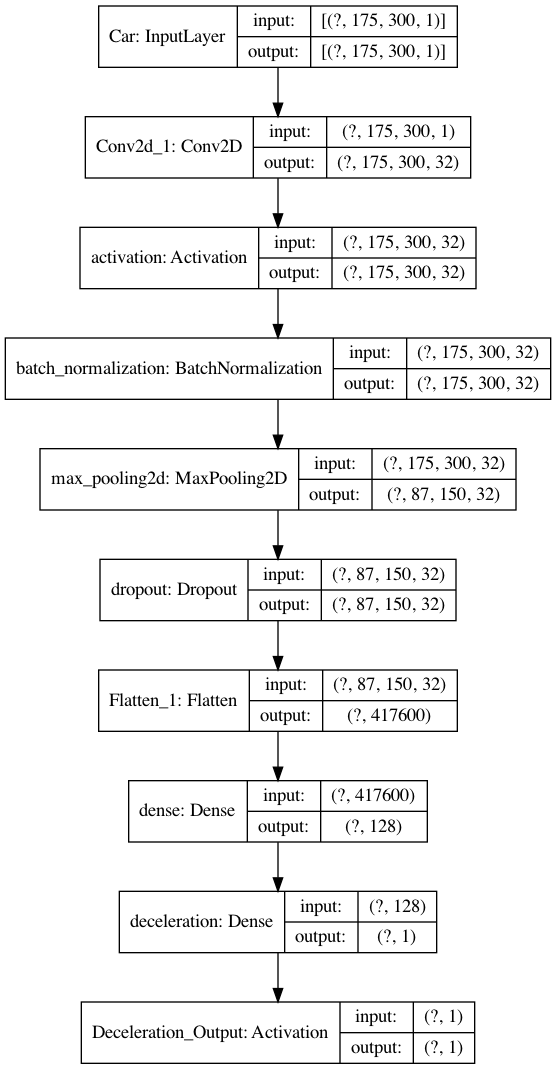 Car: InputLayer
input:
[(?, 175, 300, 1)]
output:
[(?, 175, 300, 1)]
Conv2d_1: Conv2D
input:
(?, 175, 300, 1)
output:
(?, 175, 300, 32)
activation: Activation
input:
(?, 175, 300, 32)
output:
(?, 175, 300, 32)
batch_normalization: BatchNormalization
input:
(?, 175, 300, 32)
output:
(?, 175, 300, 32)
max_pooling2d: MaxPooling2D
input:
(?, 175, 300, 32)
output:
(?, 87, 150, 32)
dropout: Dropout
input:
(?, 87, 150, 32)
output:
(?, 87, 150, 32)
Flatten_1: Flatten
input:
(?, 87, 150, 32)
output:
(?, 417600)
dense: Dense
input:
(?, 417600)
output:
(?, 128)
deceleration: Dense
input:
(?, 128)
output:
(?, 1)
Deceleration_Output: Activation
input:
(?, 1)
output:
(?, 1)